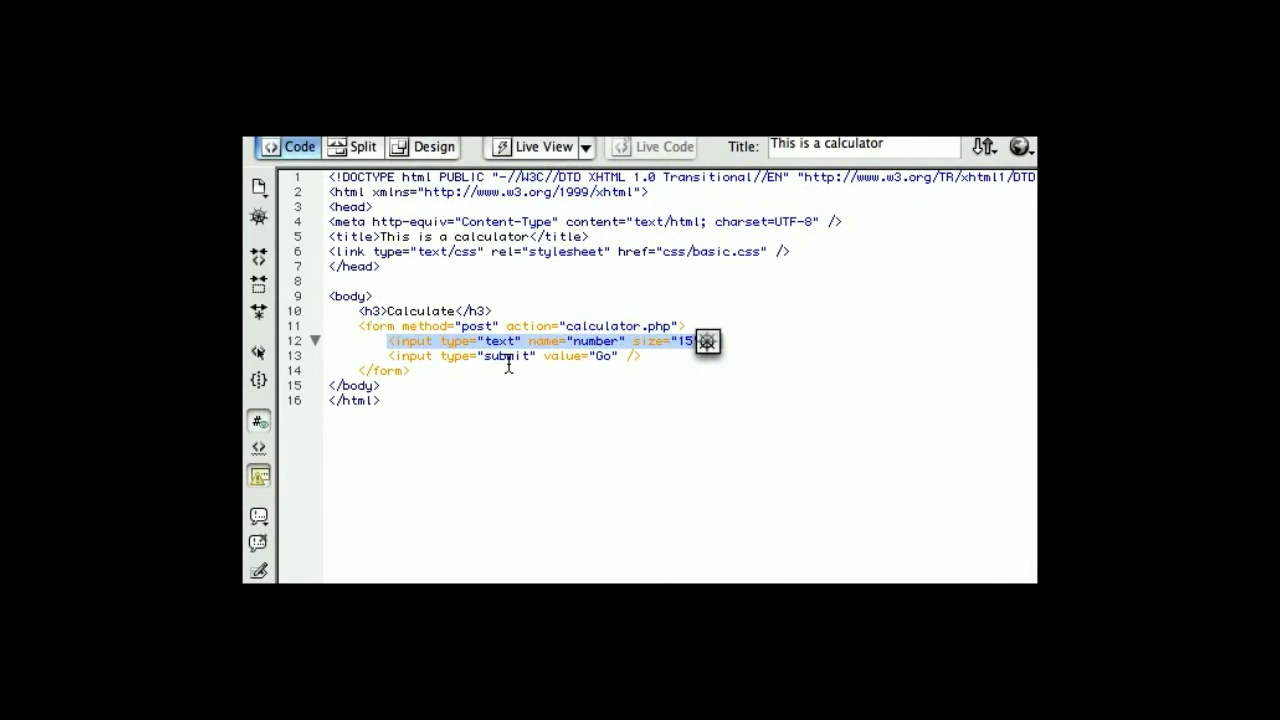 Code Split Design Live View Live Code Title: This is a calculator
1 <!DOCTYPE html PUBLIC "-//W3C//DTD XHTML 1.0 Transitional//EN" "http://www.w3.org/TR/xhtml1/DTD
2 <html xmlns="http://www.w3.org/1999/xhtml">
3 <head>
4 <meta http-equiv="Content-Type" content="text/html; charset=UTF-8" />
5 <title>This is a calculator</title>
6 <link type="text/css" rel="stylesheet" href="css/basic.css" />
7 </head>
8
9 <body>
10 <h3>Calculate</h3>
11 <form method="post" action="calculator.php">
12 <input type="text" name="number" size="15
13 <input type="submit" value="Go" />
14 </form>
15 </body>
16 </html>